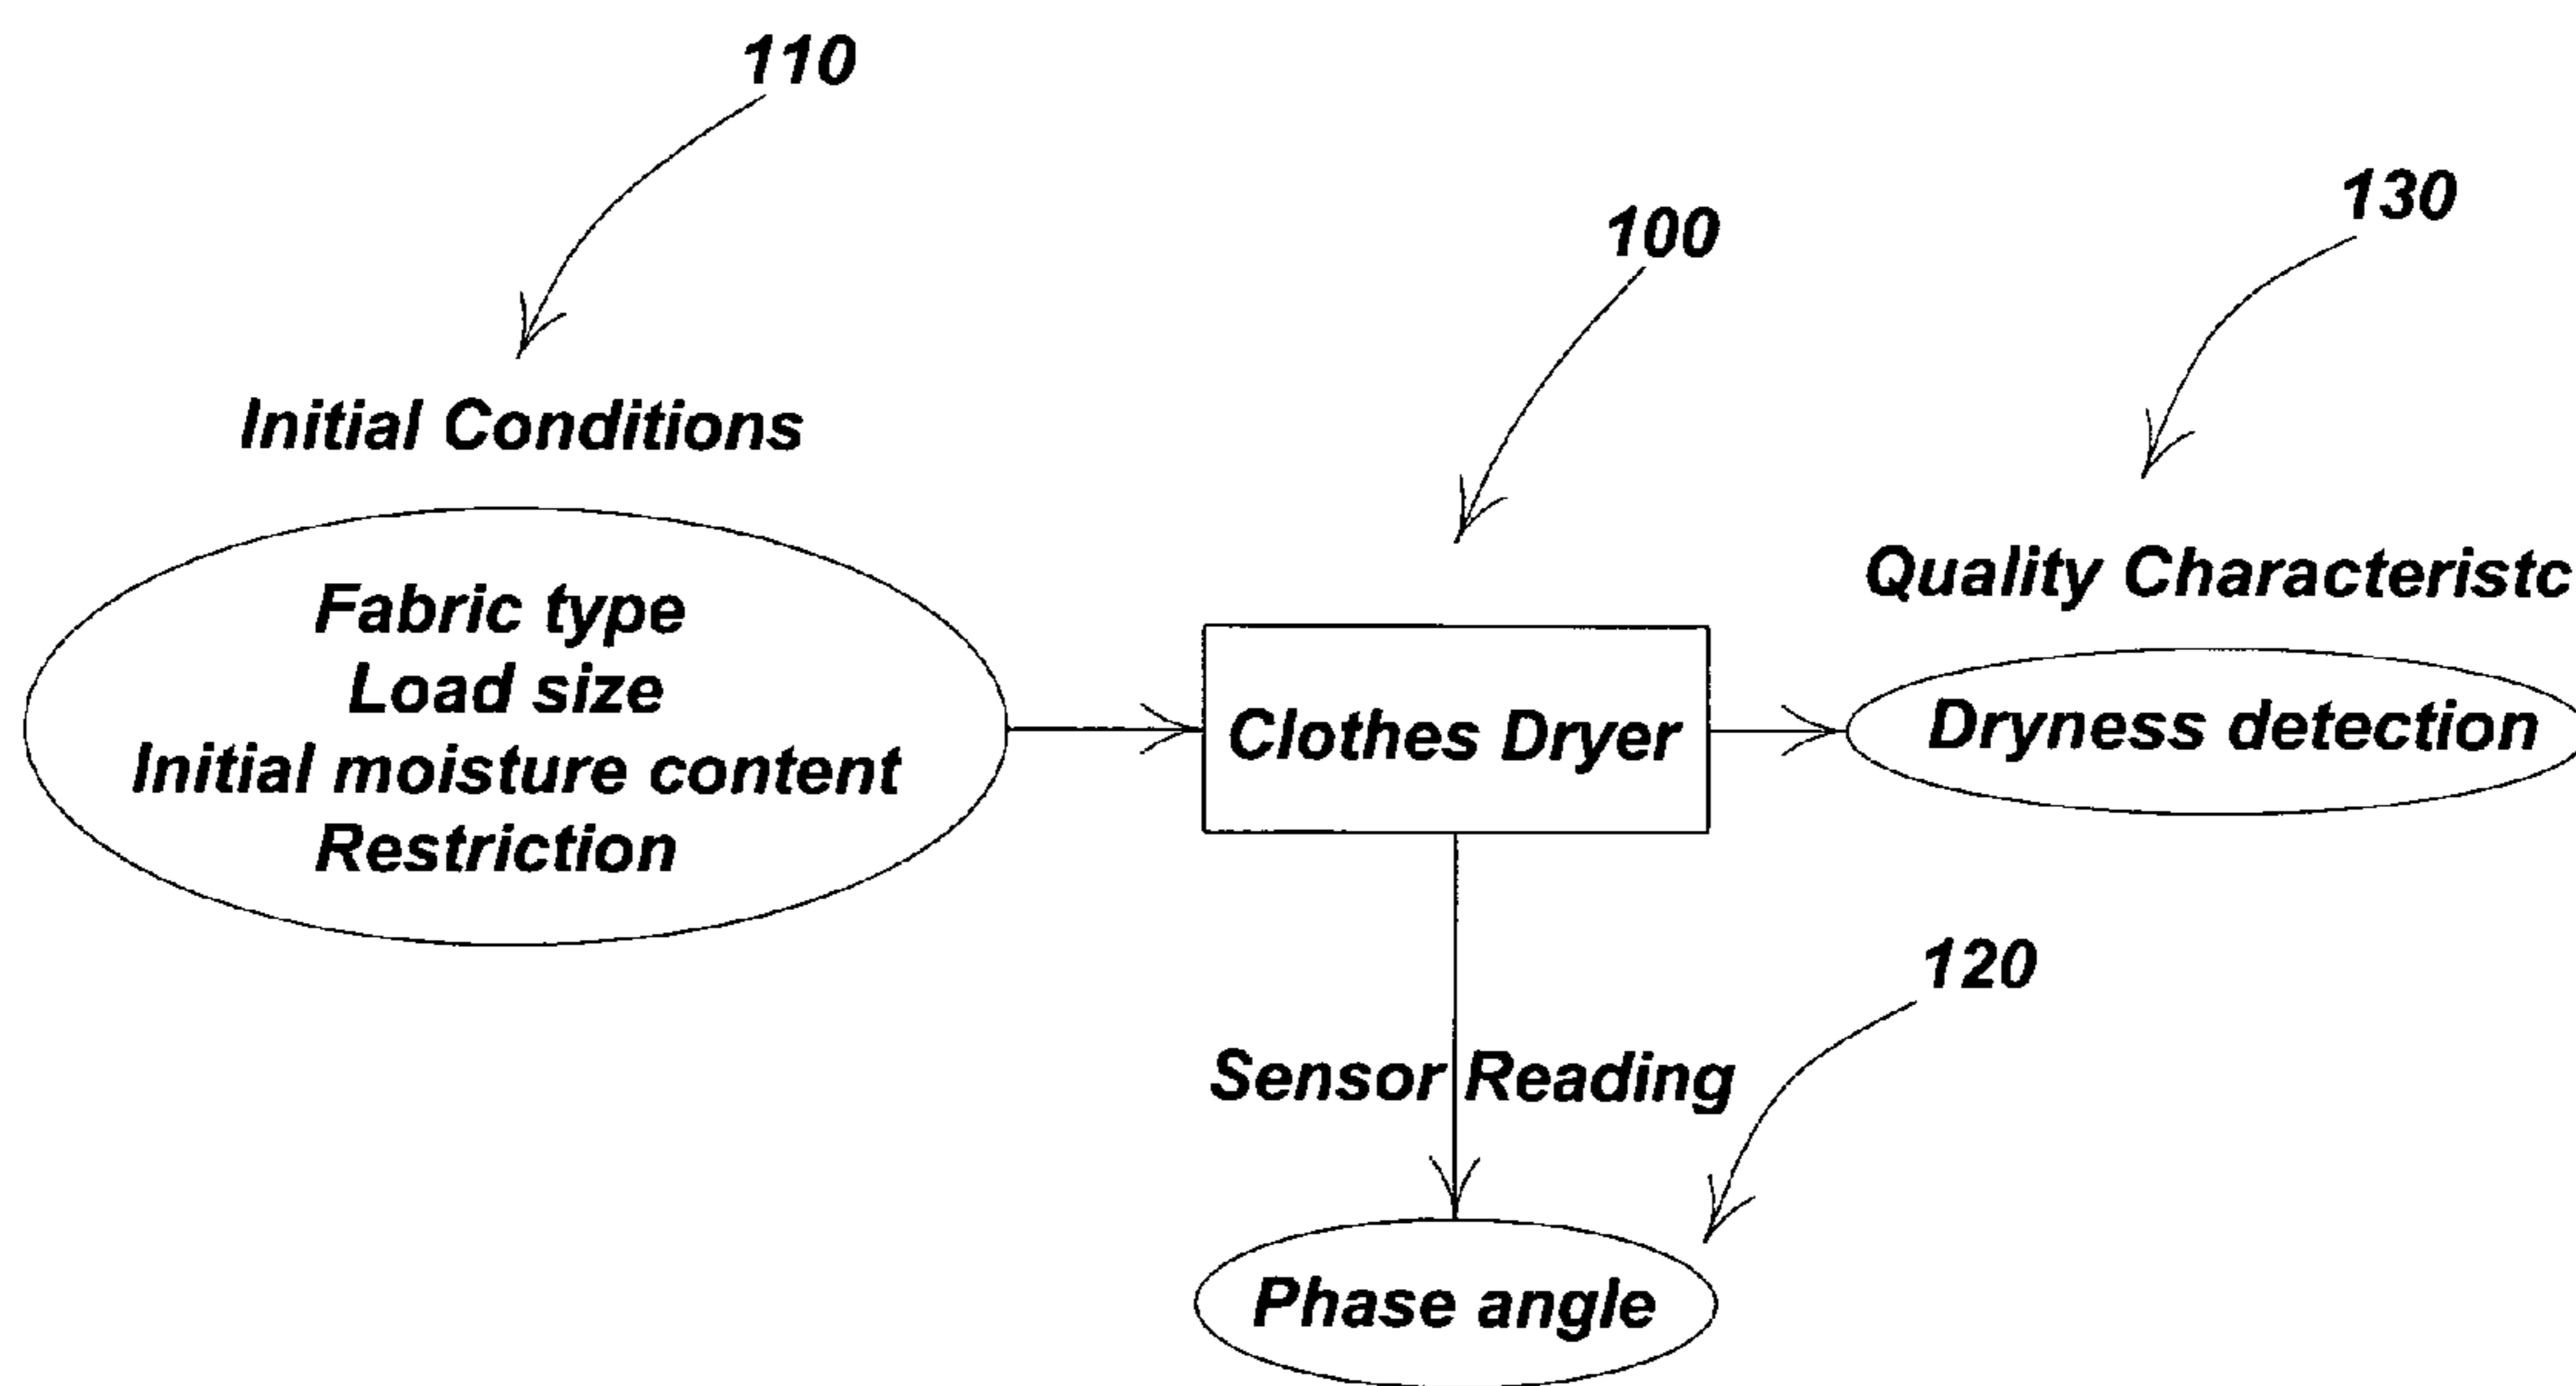 110
130
100
Initial Conditions
Quality Characteristc
Fabric type
Load size
Initial moisture content
Restriction
Clothes Dryer
Dryness detection
120
Sensor Reading
Phase angle